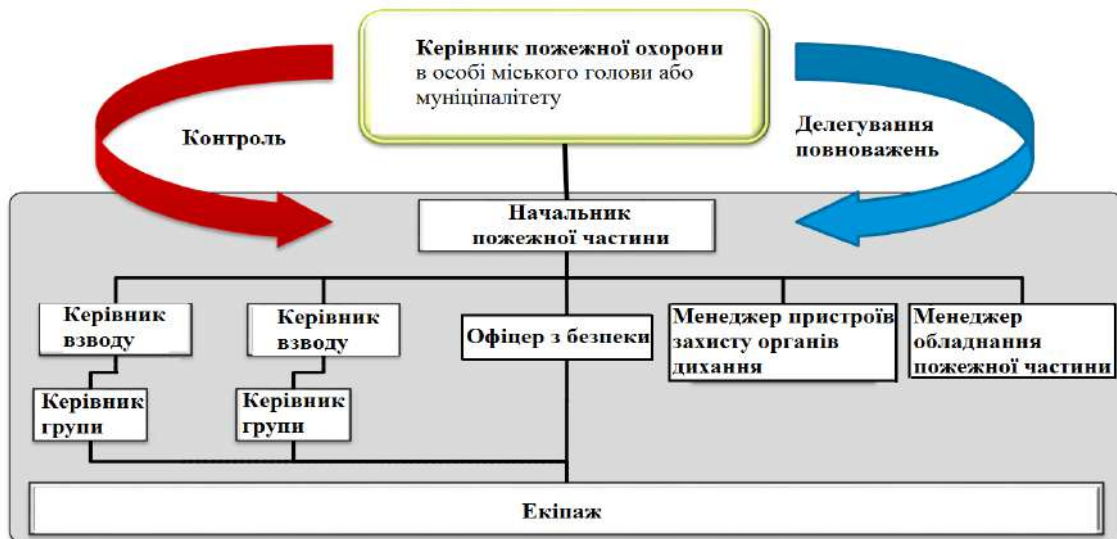 Керівник пожежної охорони
в особі міського голови або
муніципалітету
Контроль
Делегування
повноважень
Начальник
пожежної частини
Керівник
взводу
Керівник
взводу
Офіцер з безпеки
Менеджер пристроїв
захисту органів
дихання
Менеджер
обладнання
пожежної частини
Керівник
групи
Керівник
групи
Екіпаж